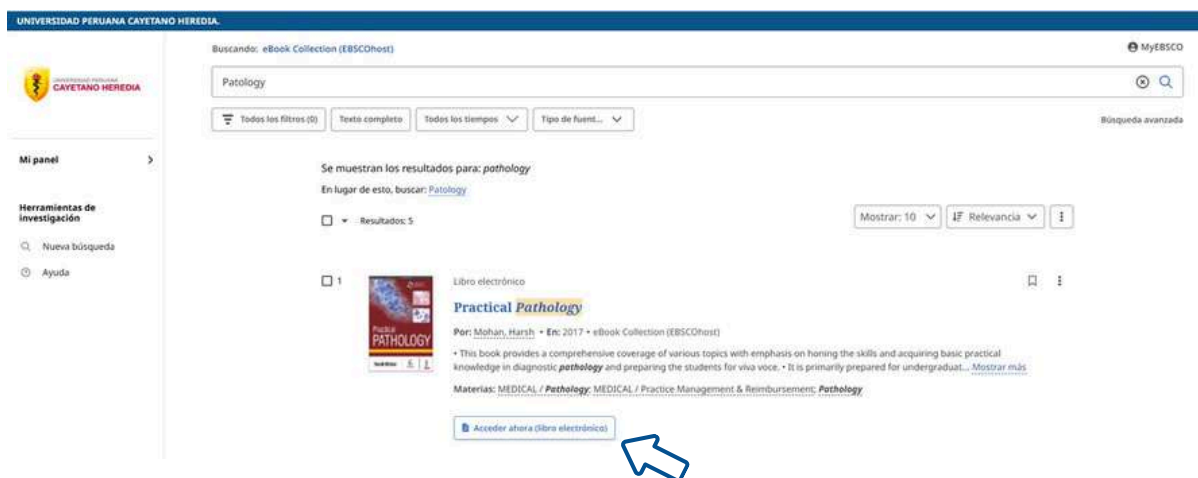 UNIVERSIDAD PERUANA CAYETANO HEREDIA.
Buscando: eBook Collection (EBSCOhost)
MyEBSCO
UNIVERSIDAD PERUANA
CAYETANO HEREDIA
Patology
Todos los filtros (0)
Texto completo
Todos los tiempos
Tipo de fuent...
Búsqueda avanzada
Mi panel
Herramientas de
investigación
Nueva búsqueda
Ayuda
Se muestran los resultados para: pathology
En lugar de esto, buscar: Patology
Resultados: 5
Mostrar: 10
Relevancia
1
Practical
PATHOLOGY
Libro electrónico
Practical Pathology
Por: Mohan, Harsh • En: 2017 • eBook Collection (EBSCOhost)
• This book provides a comprehensive coverage of various topics with emphasis on honing the skills and acquiring basic practical
knowledge in diagnostic pathology and preparing the students for viva voce. • It is primarily prepared for undergraduat... Mostrar más
Materias: MEDICAL / Pathology; MEDICAL / Practice Management & Reimbursement; Pathology
Acceder ahora (libro electrónico)